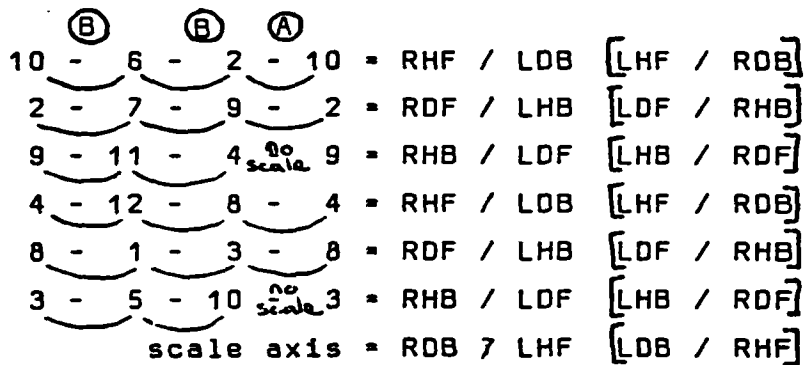 B B A
10 - 6 - 2 - 10 = RHF / LDB [LHF / RDB]
2 - 7 - 9 - 2 = RDF / LHB [LDF / RHB]
9 - 11 - 4 no scale 9 = RHB / LDF [LHB / RDF]
4 - 12 - 8 - 4 = RHF / LDB [LHF / RDB]
8 - 1 - 3 - 8 = RDF / LHB [LDF / RHB]
3 - 5 - 10 no scale 3 = RHB / LDF [LHB / RDF]
scale axis = RDB / LHF [LDB / RHF]